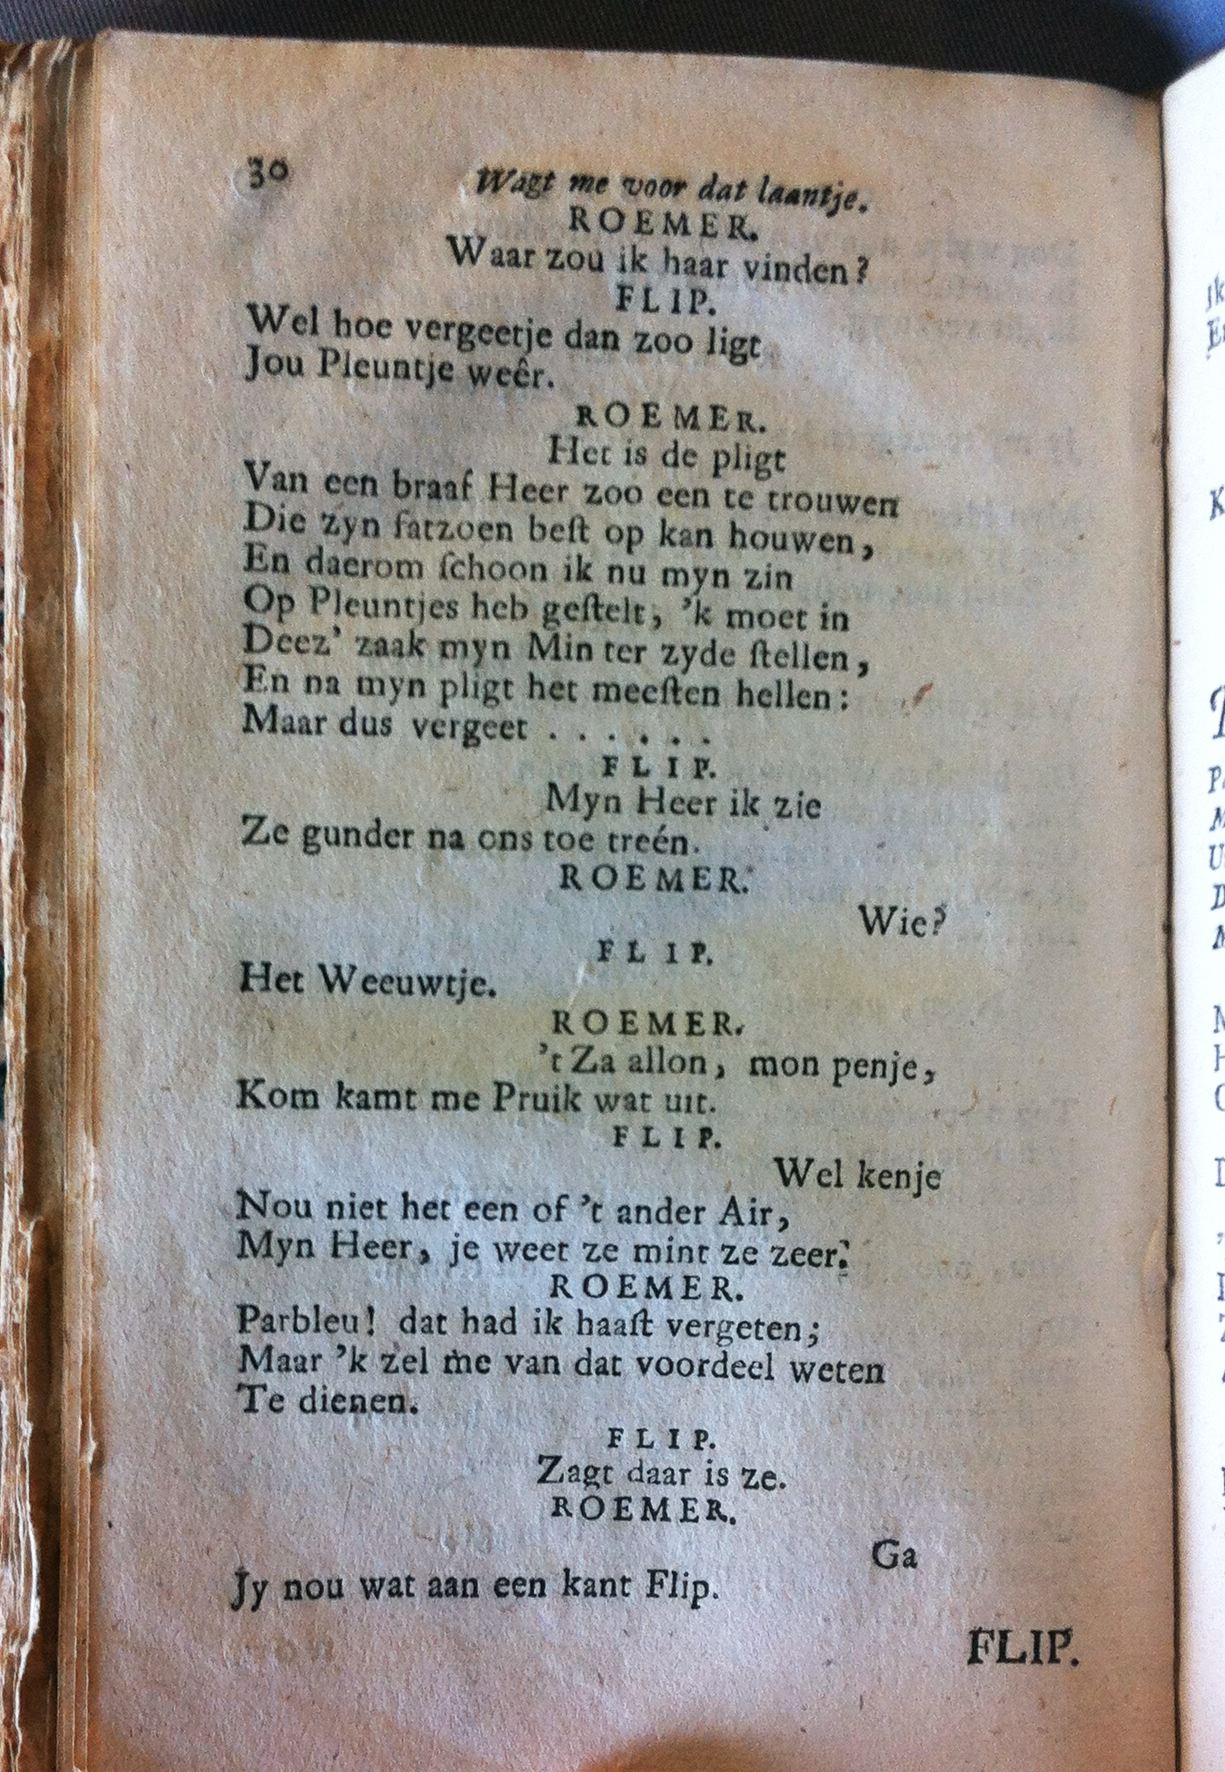 30
Wagt me voor dat laantje.
ROEMER.
Waar zou ik haar vinden?
FLIP.
Wel hoe vergeetje dan zoo ligt
Jou Pleuntje weêr.
ROEMER.
Het is de pligt
Van een braaf Heer zoo een te trouwen
Die zyn fatzoen beſt op kan houwen,
En daerom ſchoon ik nu myn zin
Op Pleuntjes heb geſtelt, 'k moet in
Deez' zaak myn Min ter zyde ſtellen,
En na myn pligt het meeſten hellen:
Maar dus vergeet . . . . . .
FLIP.
Myn Heer ik zie
Ze gunder na ons toe treén.
ROEMER.
Wie?
FLIP.
Het Weeuwtje.
ROEMER.
't Za allon, mon penje,
Kom kamt me Pruik wat uit.
FLIP.
Wel kenje
Nou niet het een of 't ander Air,
Myn Heer, je weet ze mint ze zeer.
ROEMER.
Parbleu! dat had ik haaſt vergeten;
Maar 'k zel me van dat voordeel weten
Te dienen.
FLIP.
Zagt daar is ze.
ROEMER.
Ga
Jy nou wat aan een kant Flip.
FLIP.